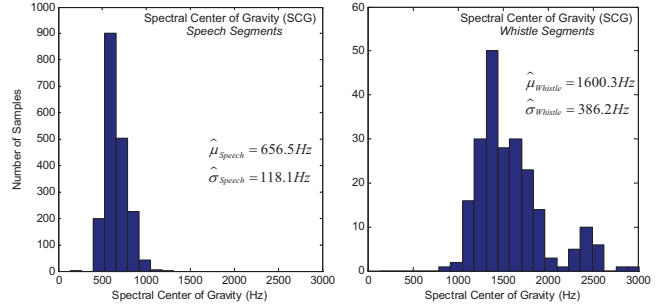 Spectral Center of Gravity (SCG)
Speech Segments
1000
900
800
700
600
500
400
300
200
100
0
Number of Samples
μ̂Speech = 656.5Hz
σ̂Speech = 118.1Hz
0 500 1000 1500 2000 2500 3000
Spectral Center of Gravity (Hz)
Spectral Center of Gravity (SCG)
Whistle Segments
60
50
40
30
20
10
0
μ̂Whistle = 1600.3Hz
σ̂Whistle = 386.2Hz
0 500 1000 1500 2000 2500 3000
Spectral Center of Gravity (Hz)